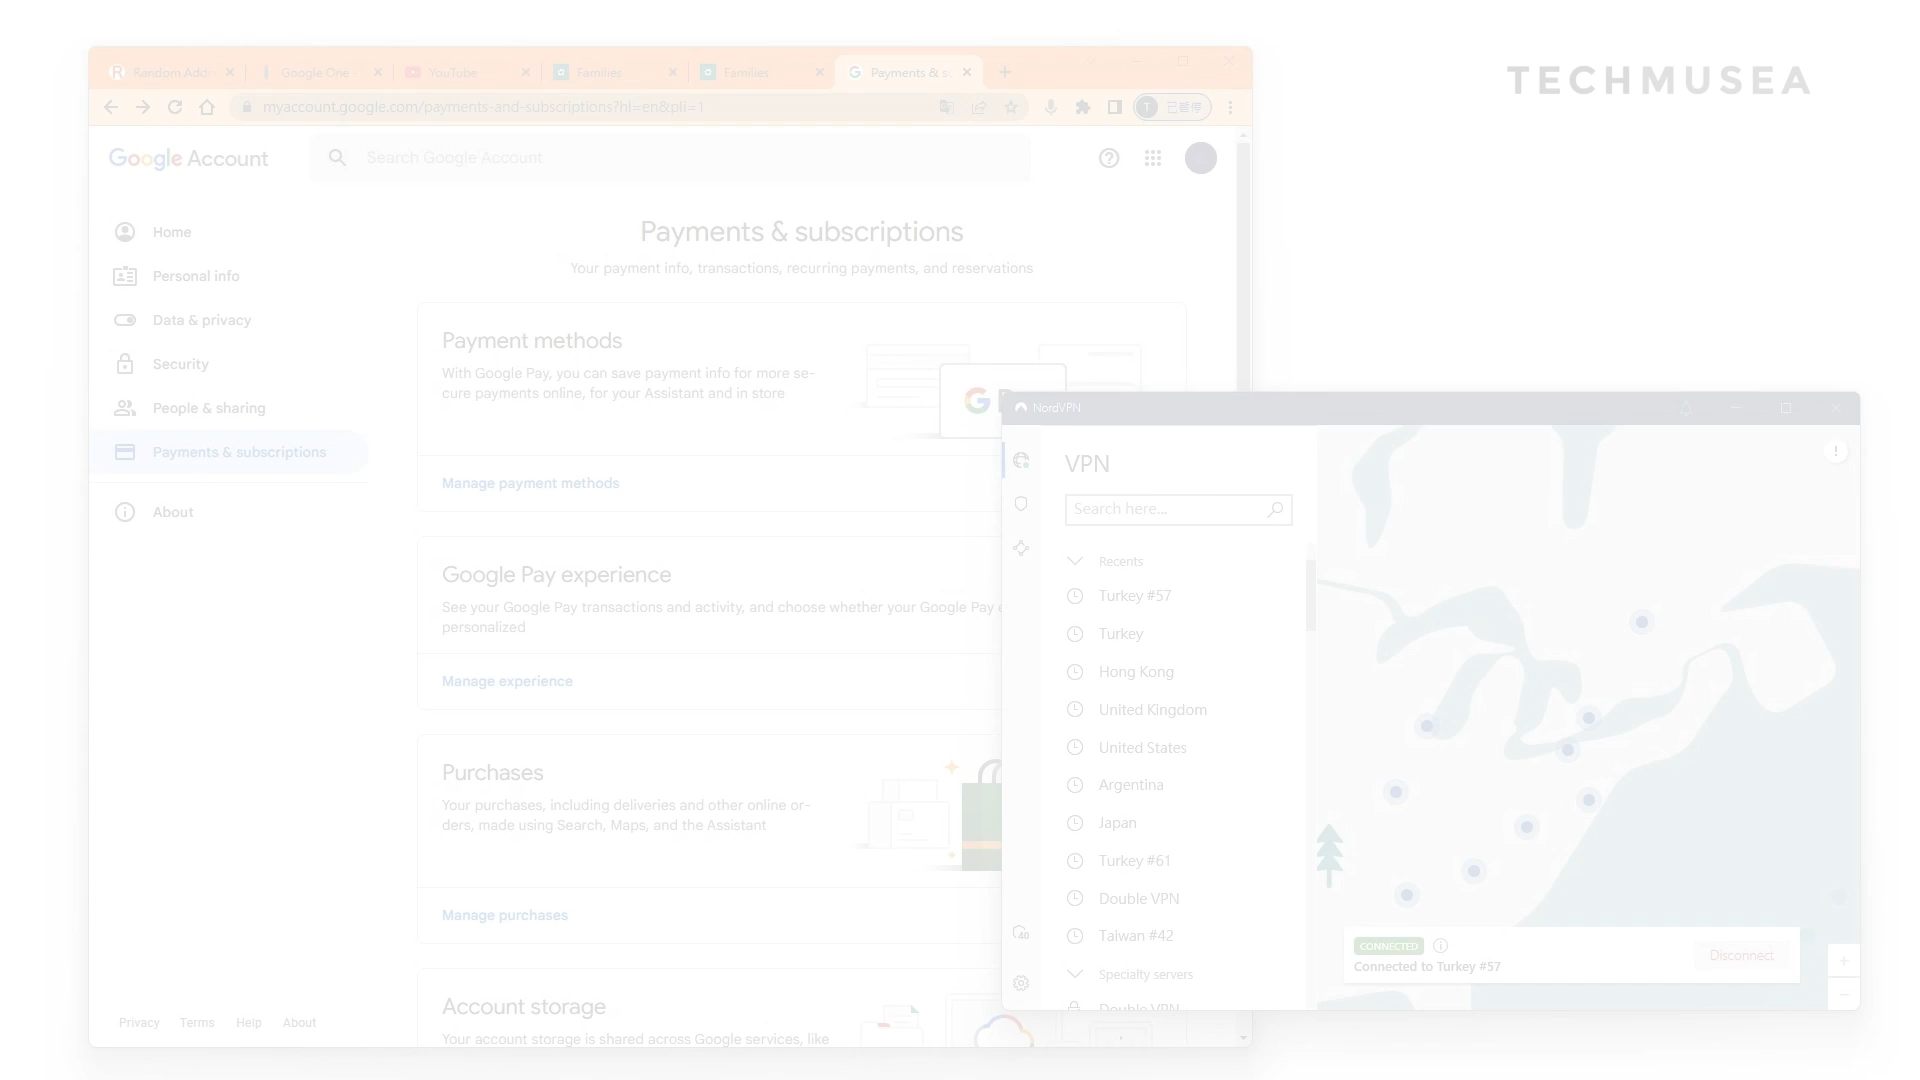 TECHMUSEA
Random Add
Google One
YouTube
Families
Families
Payments & s
myaccount.google.com/payments-and-subscriptions?hl=en&pli=1
T 已暫停
Google Account
Search Google Account
Home
Personal info
Data & privacy
Security
People & sharing
Payments & subscriptions
About
Privacy Terms Help About
Payments & subscriptions
Your payment info, transactions, recurring payments, and reservations
Payment methods
With Google Pay, you can save payment info for more se-
cure payments online, for your Assistant and in store
G
Manage payment methods
Google Pay experience
See your Google Pay transactions and activity, and choose whether your Google Pay e
personalized
Manage experience
Purchases
Your purchases, including deliveries and other online or-
ders, made using Search, Maps, and the Assistant
Manage purchases
Account storage
Your account storage is shared across Google services, like
NordVPN
VPN
Search here...
Recents
Turkey #57
Turkey
Hong Kong
United Kingdom
United States
Argentina
Japan
Turkey #61
Double VPN
Taiwan #42
Specialty servers
Double VPN
40
CONNECTED
Connected to Turkey #57
Disconnect